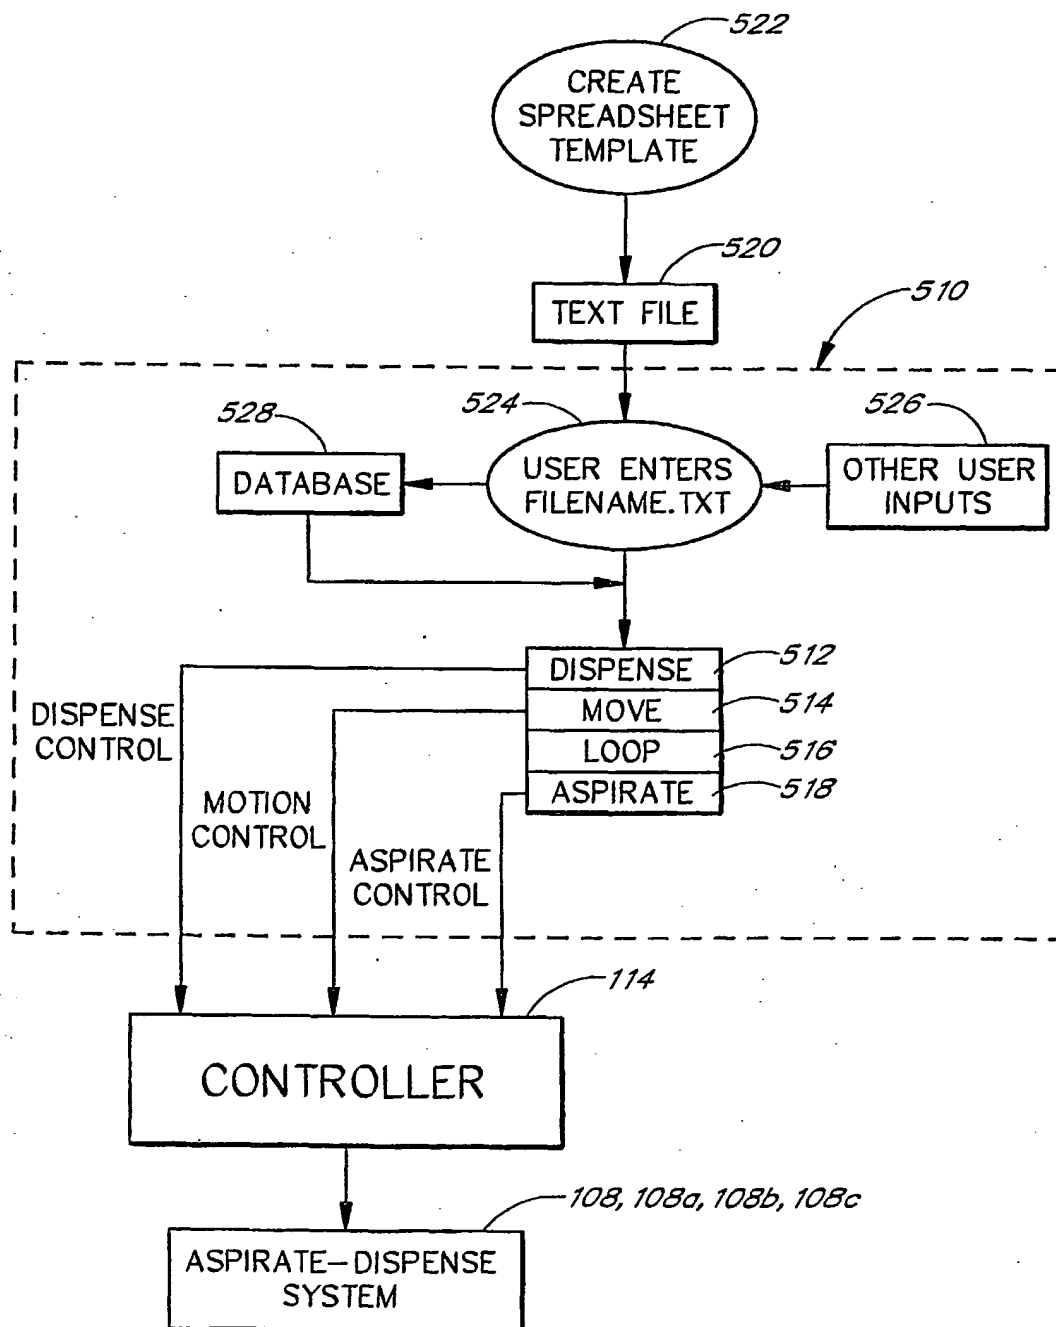 522
CREATE
SPREADSHEET
TEMPLATE
520
TEXT FILE
510
528
524
526
DATABASE
USER ENTERS
FILENAME.TXT
OTHER USER
INPUTS
DISPENSE
512
MOVE
514
LOOP
516
ASPIRATE
518
DISPENSE
CONTROL
MOTION
CONTROL
ASPIRATE
CONTROL
114
CONTROLLER
108, 108a, 108b, 108c
ASPIRATE-DISPENSE
SYSTEM